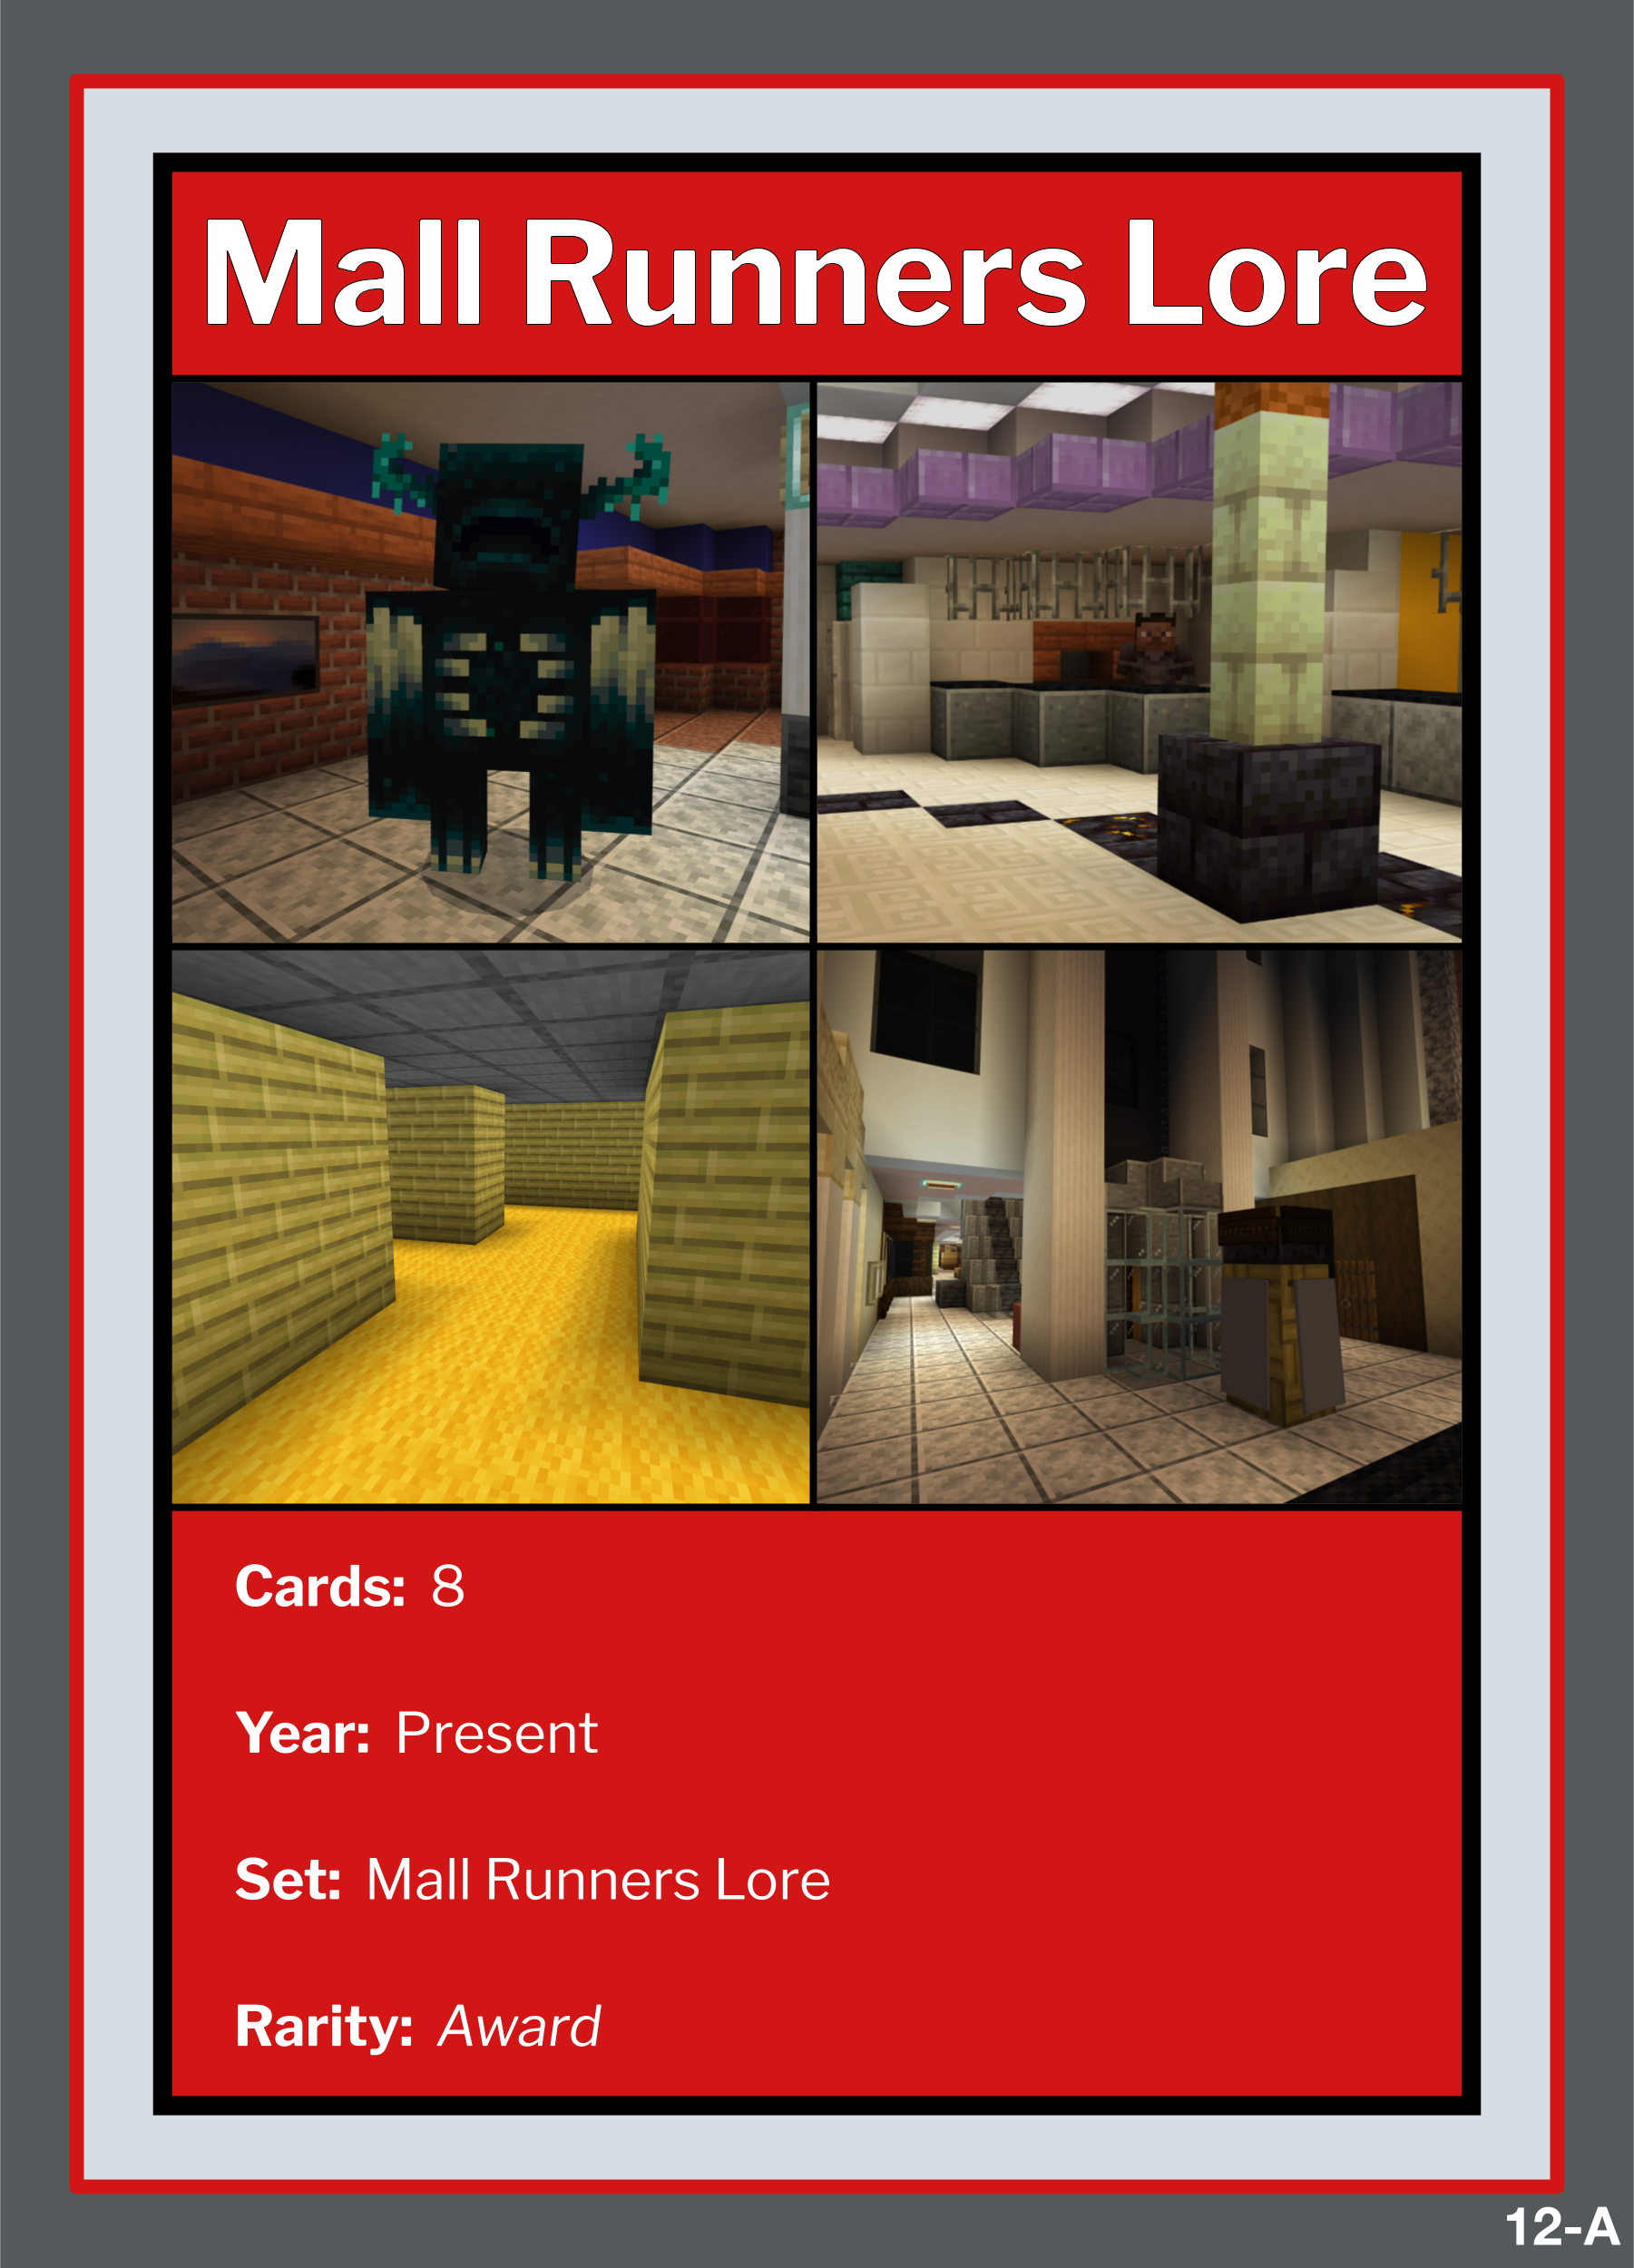 Mall Runners Lore
Cards: 8
Year: Present
Set: Mall Runners Lore
Rarity: Award
12-A